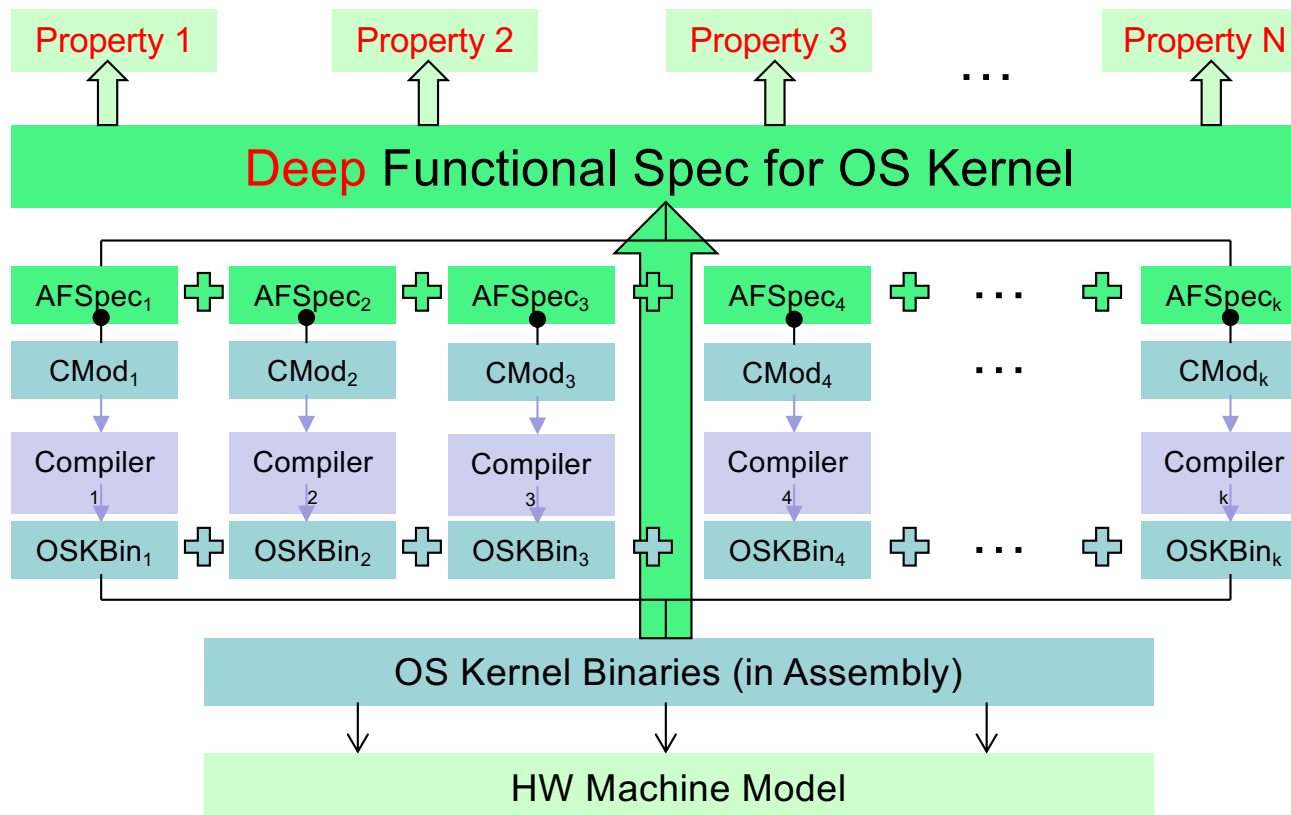 Property 1 Property 2 Property 3 Property N
...
Deep Functional Spec for OS Kernel
AFSpec₁ AFSpec₂ AFSpec₃ AFSpec₄ ... AFSpecₖ
CMod₁ CMod₂ CMod₃ CMod₄ ... CModₖ
Compiler Compiler Compiler Compiler Compiler
1 2 3 4 k
OSKBin₁ OSKBin₂ OSKBin₃ OSKBin₄ ... OSKBinₖ
OS Kernel Binaries (in Assembly)
HW Machine Model